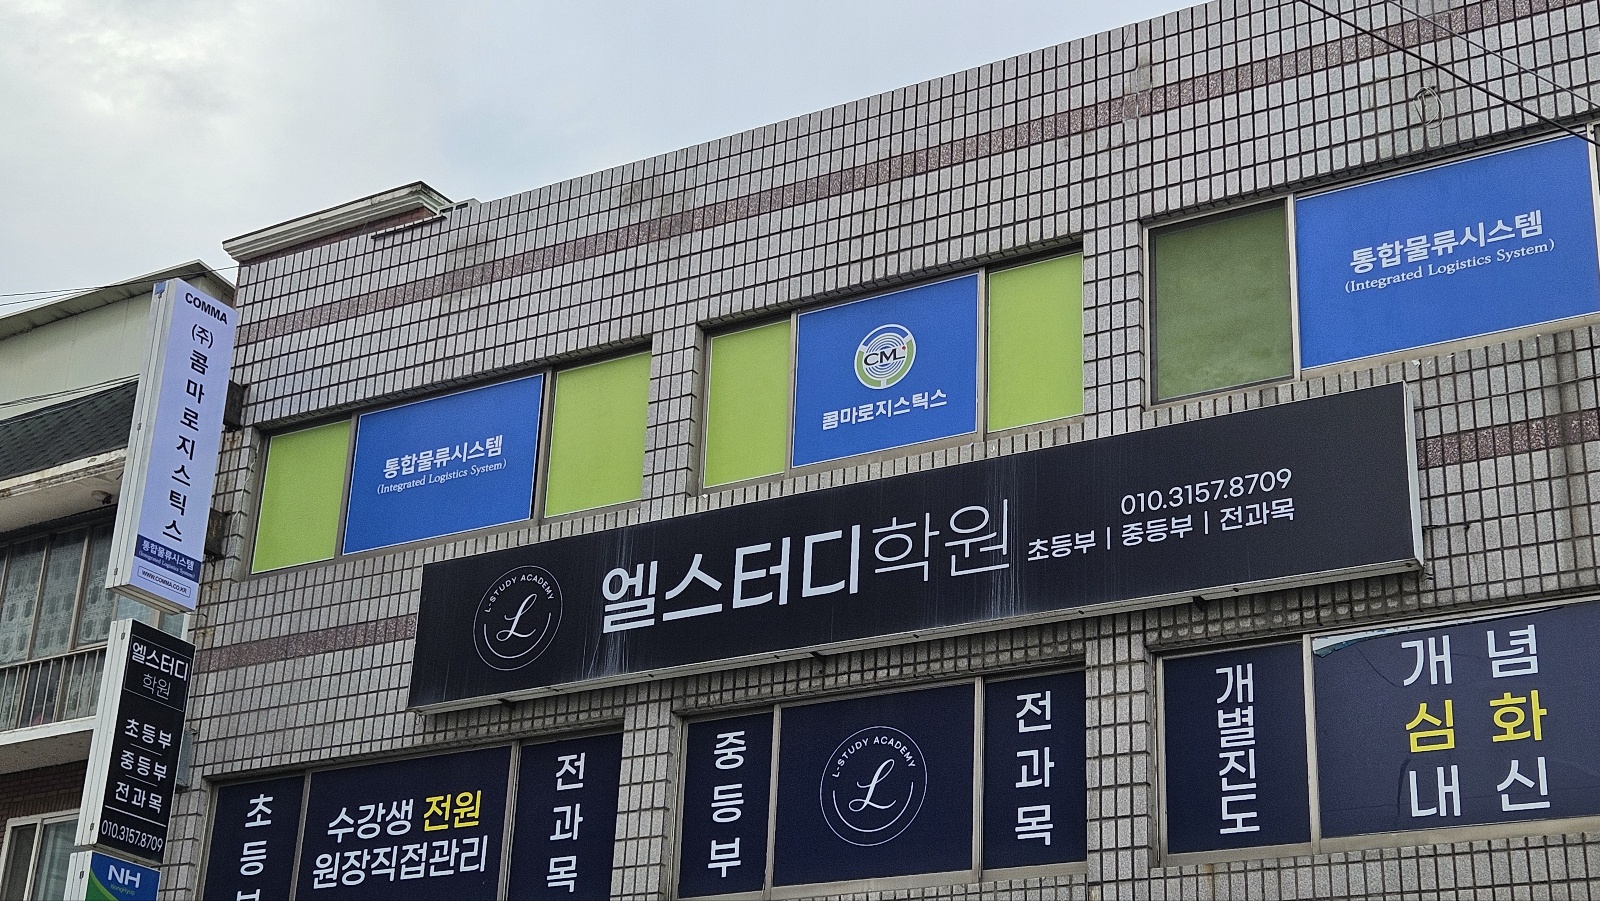 COMMA
(주)콤마로지스틱스
통합물류시스템
(Integrated Logistics System)
WWW.COMMA.CO.KR
엘스터디
학원
초등부
중등부
전과목
010.3157.8709
NH
통합물류시스템
(Integrated Logistics System)
CML
콤마로지스틱스
통합물류시스템
(Integrated Logistics System)
L-STUDY ACADEMY
L
엘스터디학원
010.3157.8709
초등부 | 중등부 | 전과목
초등부
수강생 전원
원장직접관리
전과목
중등부
L-STUDY ACADEMY
L
전과목
개별진도
개념
심화
내신